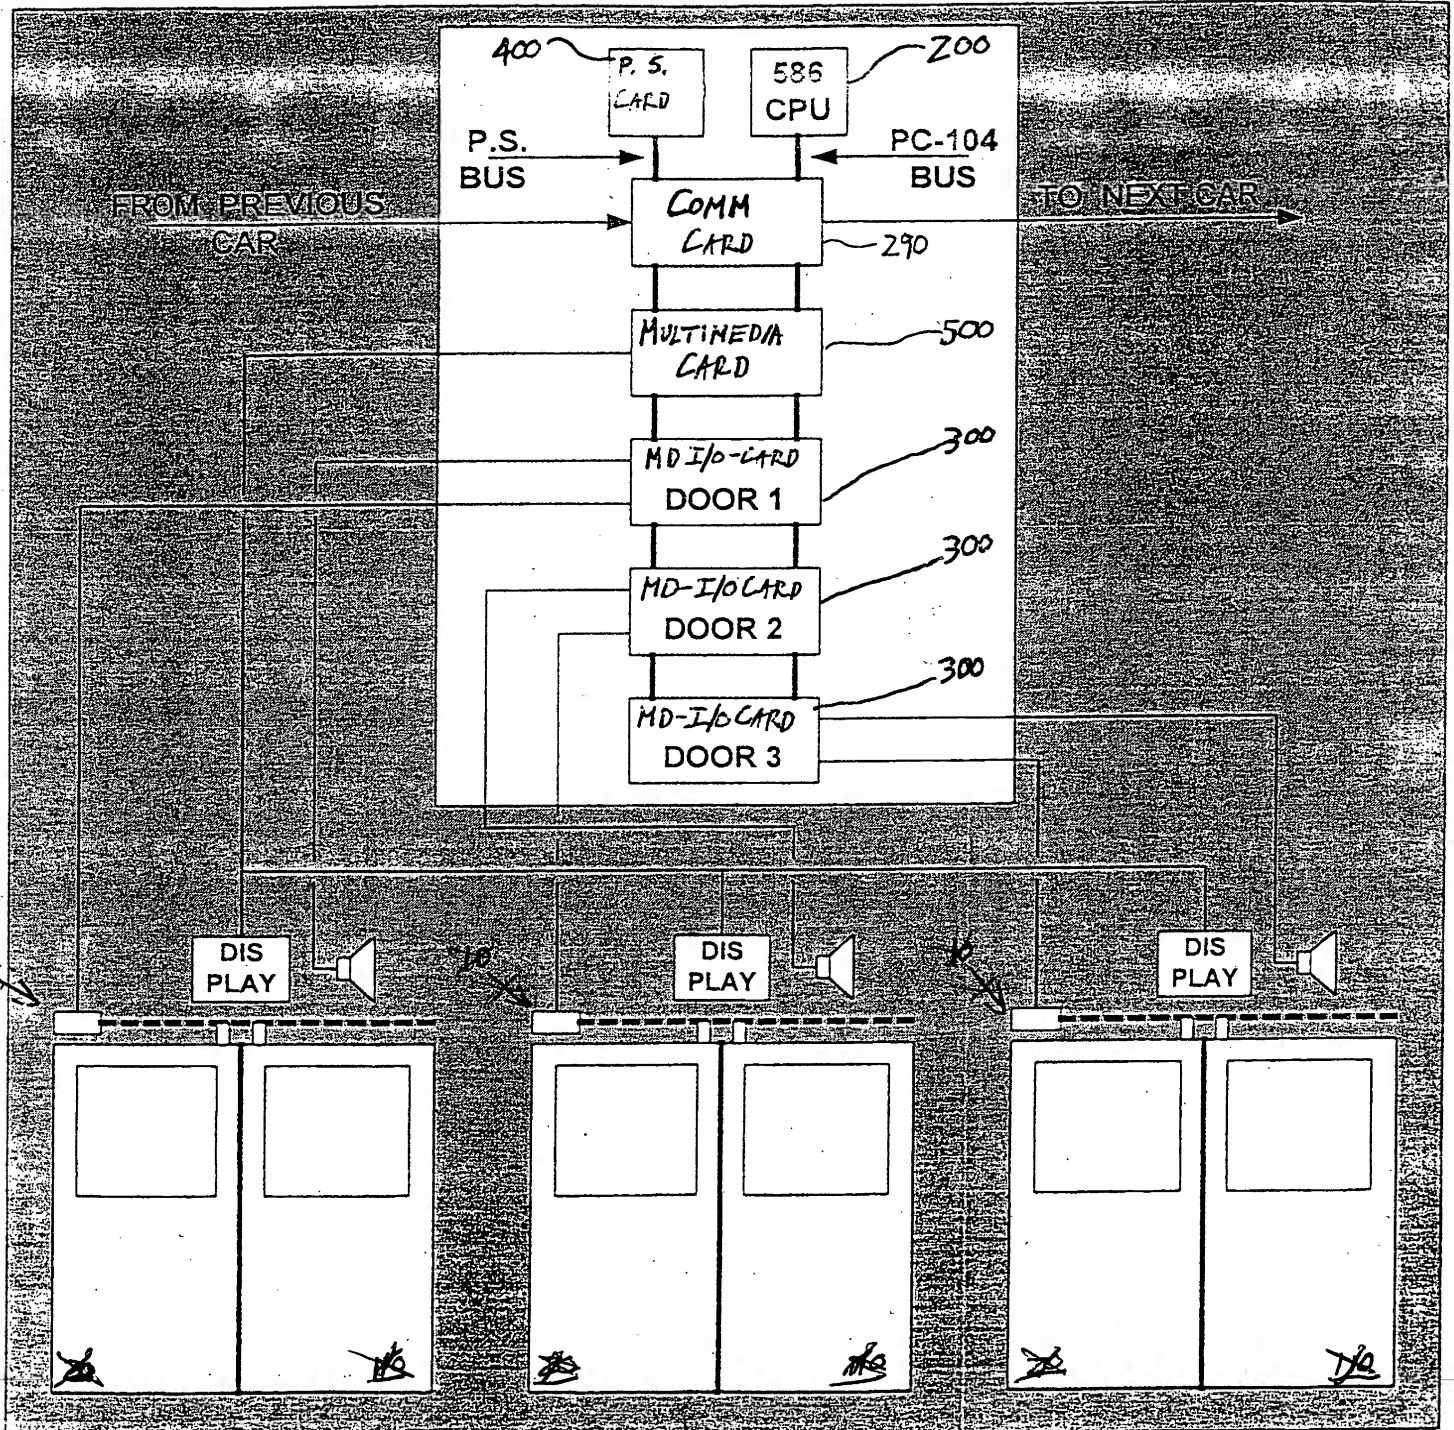 400
P. S.
CARD
586
CPU
200
P.S.
BUS
PC-104
BUS
FROM PREVIOUS
CAR
COMM
CARD
TO NEXT CAR
290
MULTIMEDIA
CARD
500
MD I/O-CARD
DOOR 1
300
MD-I/O CARD
DOOR 2
300
MD-I/O CARD
DOOR 3
300
DIS
PLAY
10
DIS
PLAY
10
DIS
PLAY